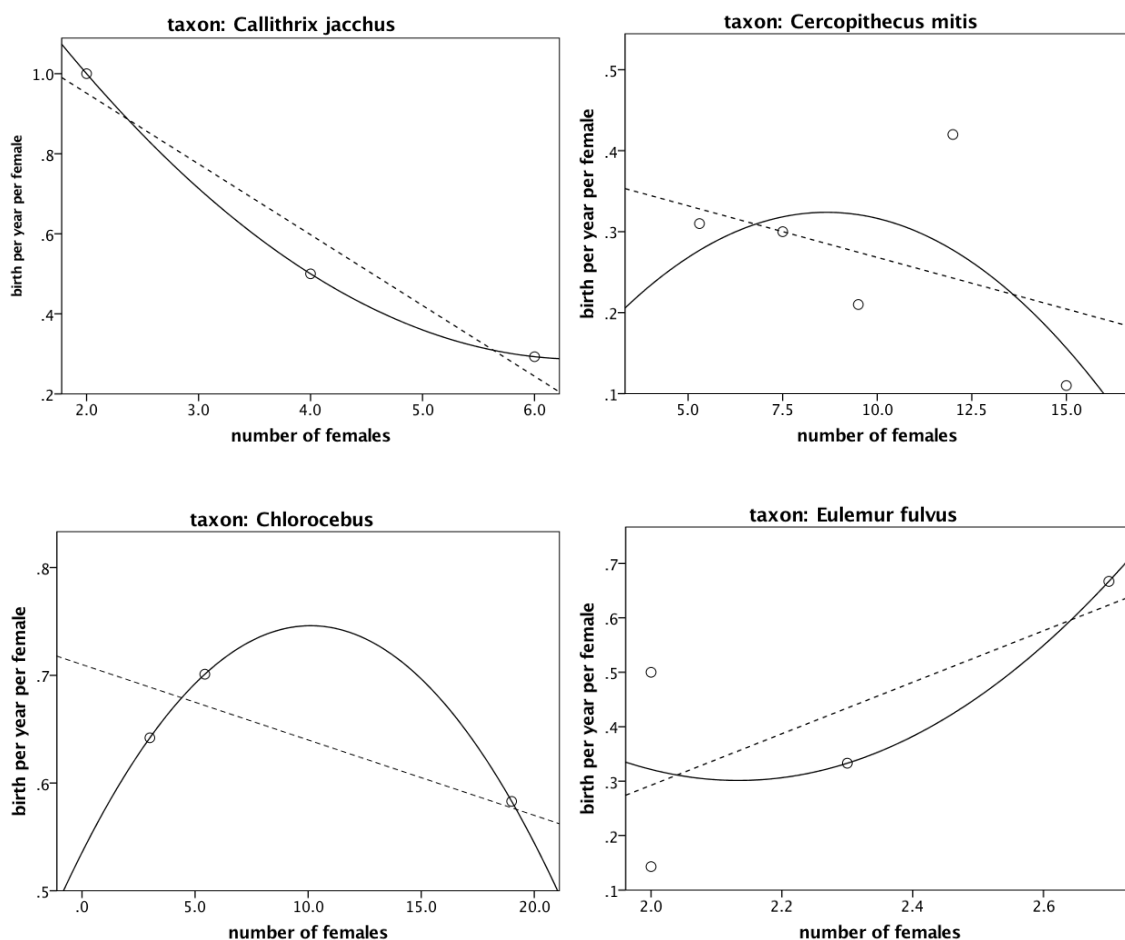 taxon: Callithrix jacchus
birth per year per female
1.0
.8
.6
.4
.2
2.0 3.0 4.0 5.0 6.0
number of females
taxon: Cercopithecus mitis
birth per year per female
.5
.4
.3
.2
.1
5.0 7.5 10.0 12.5 15.0
number of females
taxon: Chlorocebus
birth per year per female
.8
.7
.6
.5
.0 5.0 10.0 15.0 20.0
number of females
taxon: Eulemur fulvus
birth per year per female
.7
.6
.5
.4
.3
.2
.1
2.0 2.2 2.4 2.6
number of females